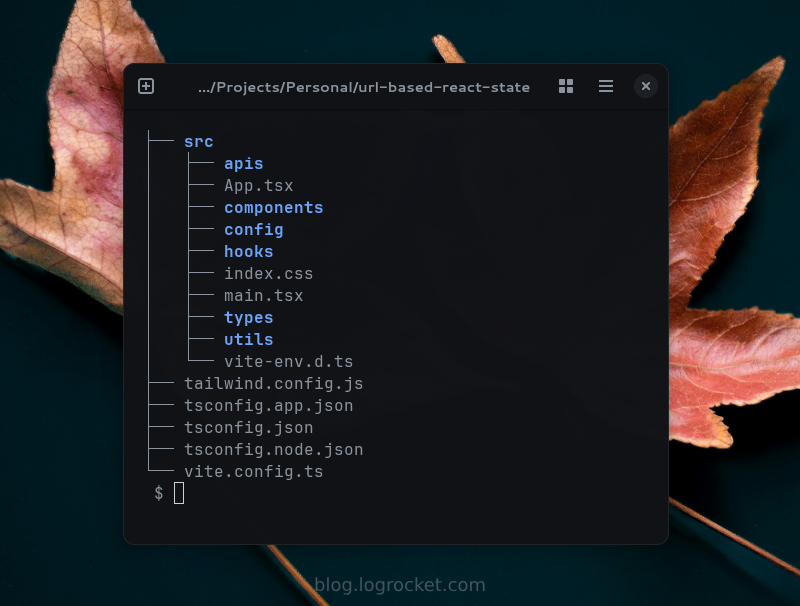 .../Projects/Personal/url-based-react-state
├── src
│   ├── apis
│   ├── App.tsx
│   ├── components
│   ├── config
│   ├── hooks
│   ├── index.css
│   ├── main.tsx
│   ├── types
│   ├── utils
│   └── vite-env.d.ts
├── tailwind.config.js
├── tsconfig.app.json
├── tsconfig.json
├── tsconfig.node.json
└── vite.config.ts
$
blog.logrocket.com